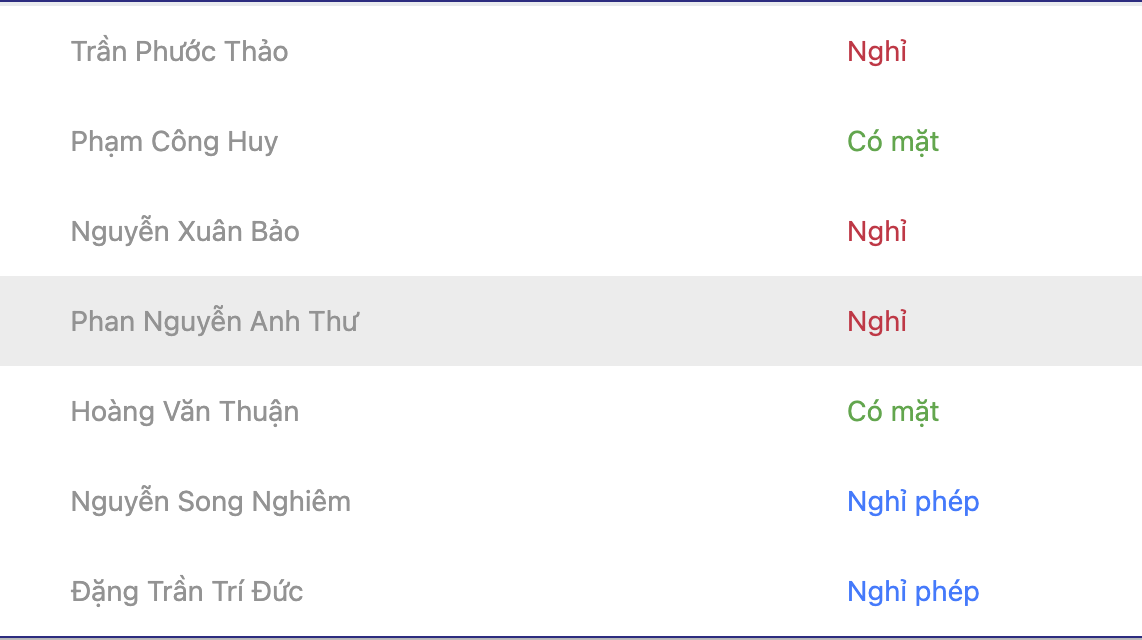 Trần Phước Thảo Nghỉ
Phạm Công Huy Có mặt
Nguyễn Xuân Bảo Nghỉ
Phan Nguyễn Anh Thư Nghỉ
Hoàng Văn Thuận Có mặt
Nguyễn Song Nghiêm Nghỉ phép
Đặng Trần Trí Đức Nghỉ phép